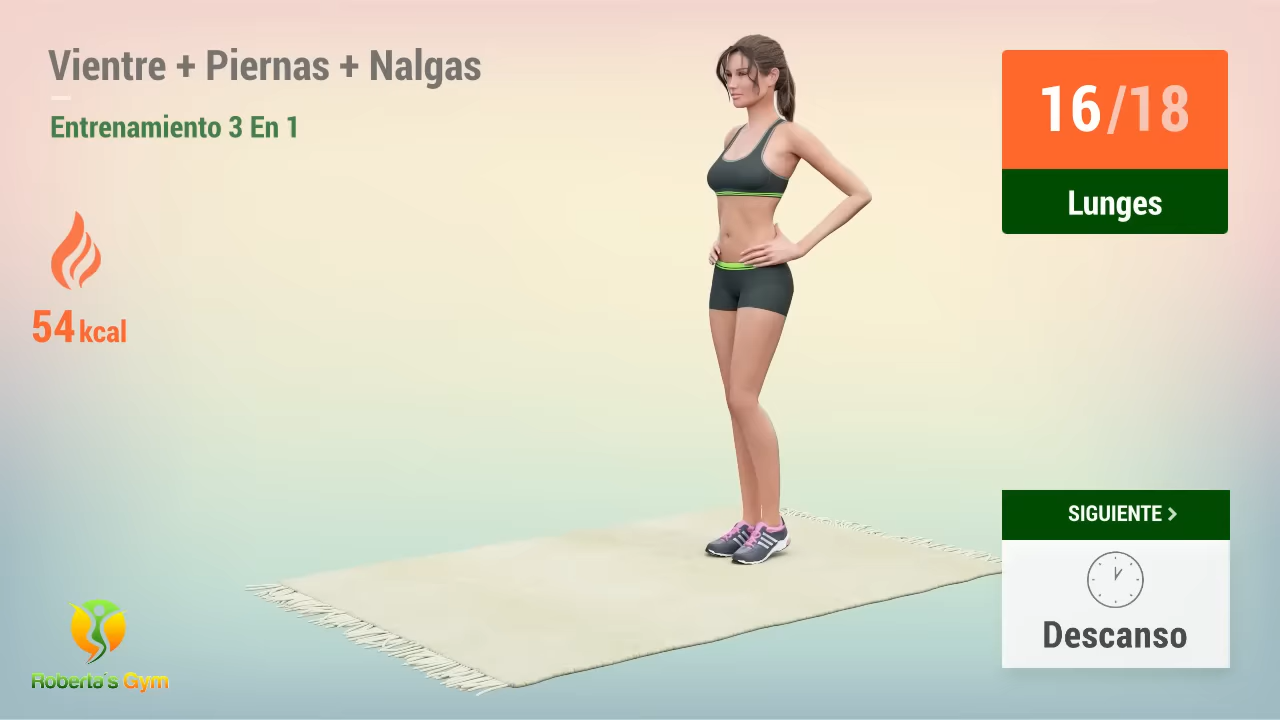 Vientre + Piernas + Nalgas
Entrenamiento 3 En 1
16/18
Lunges
54 kcal
SIGUIENTE >
Descanso
Roberta's Gym